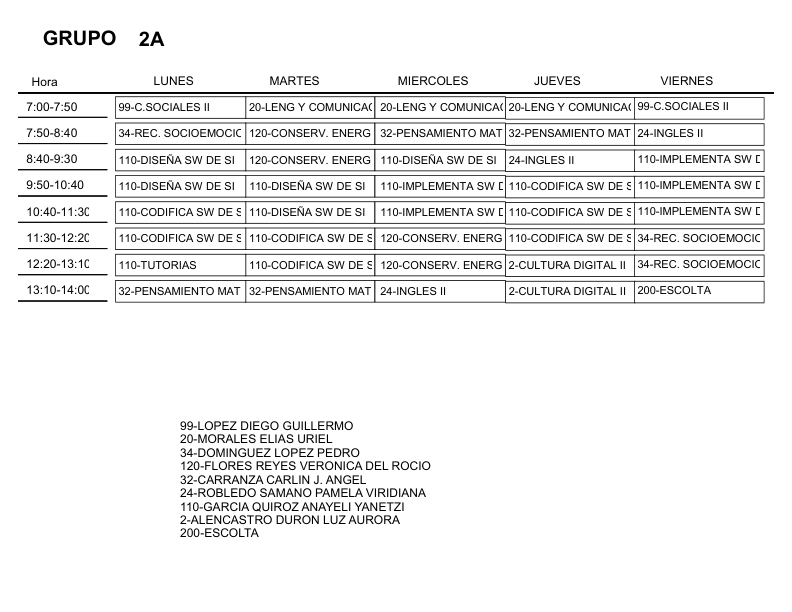 GRUPO 2A
Hora LUNES MARTES MIERCOLES JUEVES VIERNES
7:00-7:50 99-C.SOCIALES II 20-LENG Y COMUNICAC 20-LENG Y COMUNICAC 20-LENG Y COMUNICAC 99-C.SOCIALES II
7:50-8:40 34-REC. SOCIOEMOCIC 120-CONSERV. ENERG 32-PENSAMIENTO MAT 32-PENSAMIENTO MAT 24-INGLES II
8:40-9:30 110-DISEÑA SW DE SI 120-CONSERV. ENERG 110-DISEÑA SW DE SI 24-INGLES II 110-IMPLEMENTA SW D
9:50-10:40 110-DISEÑA SW DE SI 110-DISEÑA SW DE SI 110-IMPLEMENTA SW D 110-CODIFICA SW DE S 110-IMPLEMENTA SW D
10:40-11:30 110-CODIFICA SW DE S 110-DISEÑA SW DE SI 110-IMPLEMENTA SW D 110-CODIFICA SW DE S 110-IMPLEMENTA SW D
11:30-12:20 110-CODIFICA SW DE S 110-CODIFICA SW DE S 120-CONSERV. ENERG 110-CODIFICA SW DE S 34-REC. SOCIOEMOCIC
12:20-13:10 110-TUTORIAS 110-CODIFICA SW DE S 120-CONSERV. ENERG 2-CULTURA DIGITAL II 34-REC. SOCIOEMOCIC
13:10-14:00 32-PENSAMIENTO MAT 32-PENSAMIENTO MAT 24-INGLES II 2-CULTURA DIGITAL II 200-ESCOLTA
99-LOPEZ DIEGO GUILLERMO
20-MORALES ELIAS URIEL
34-DOMINGUEZ LOPEZ PEDRO
120-FLORES REYES VERONICA DEL ROCIO
32-CARRANZA CARLIN J. ANGEL
24-ROBLEDO SAMANO PAMELA VIRIDIANA
110-GARCIA QUIROZ ANAYELI YANETZI
2-ALENCASTRO DURON LUZ AURORA
200-ESCOLTA